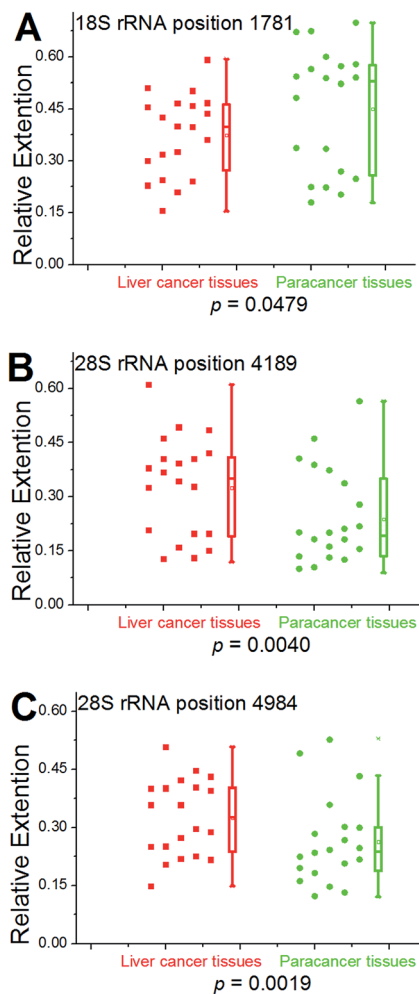 A
18S rRNA position 1781
Relative Extention
0.60
0.45
0.30
0.15
0.00
Liver cancer tissues
Paracancer tissues
p = 0.0479
B
28S rRNA position 4189
Relative Extention
0.60
0.45
0.30
0.15
0.00
Liver cancer tissues
Paracancer tissues
p = 0.0040
C
28S rRNA position 4984
Relative Extention
0.60
0.45
0.30
0.15
0.00
Liver cancer tissues
Paracancer tissues
p = 0.0019